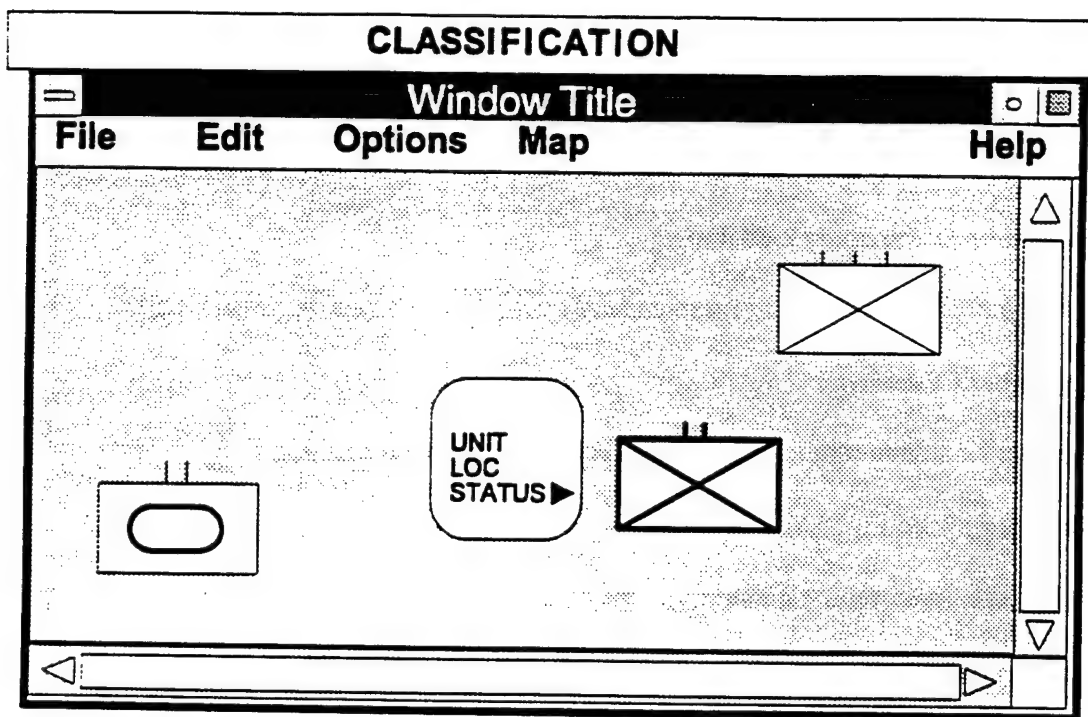 CLASSIFICATION
Window Title
File Edit Options Map Help
UNIT
LOC
STATUS